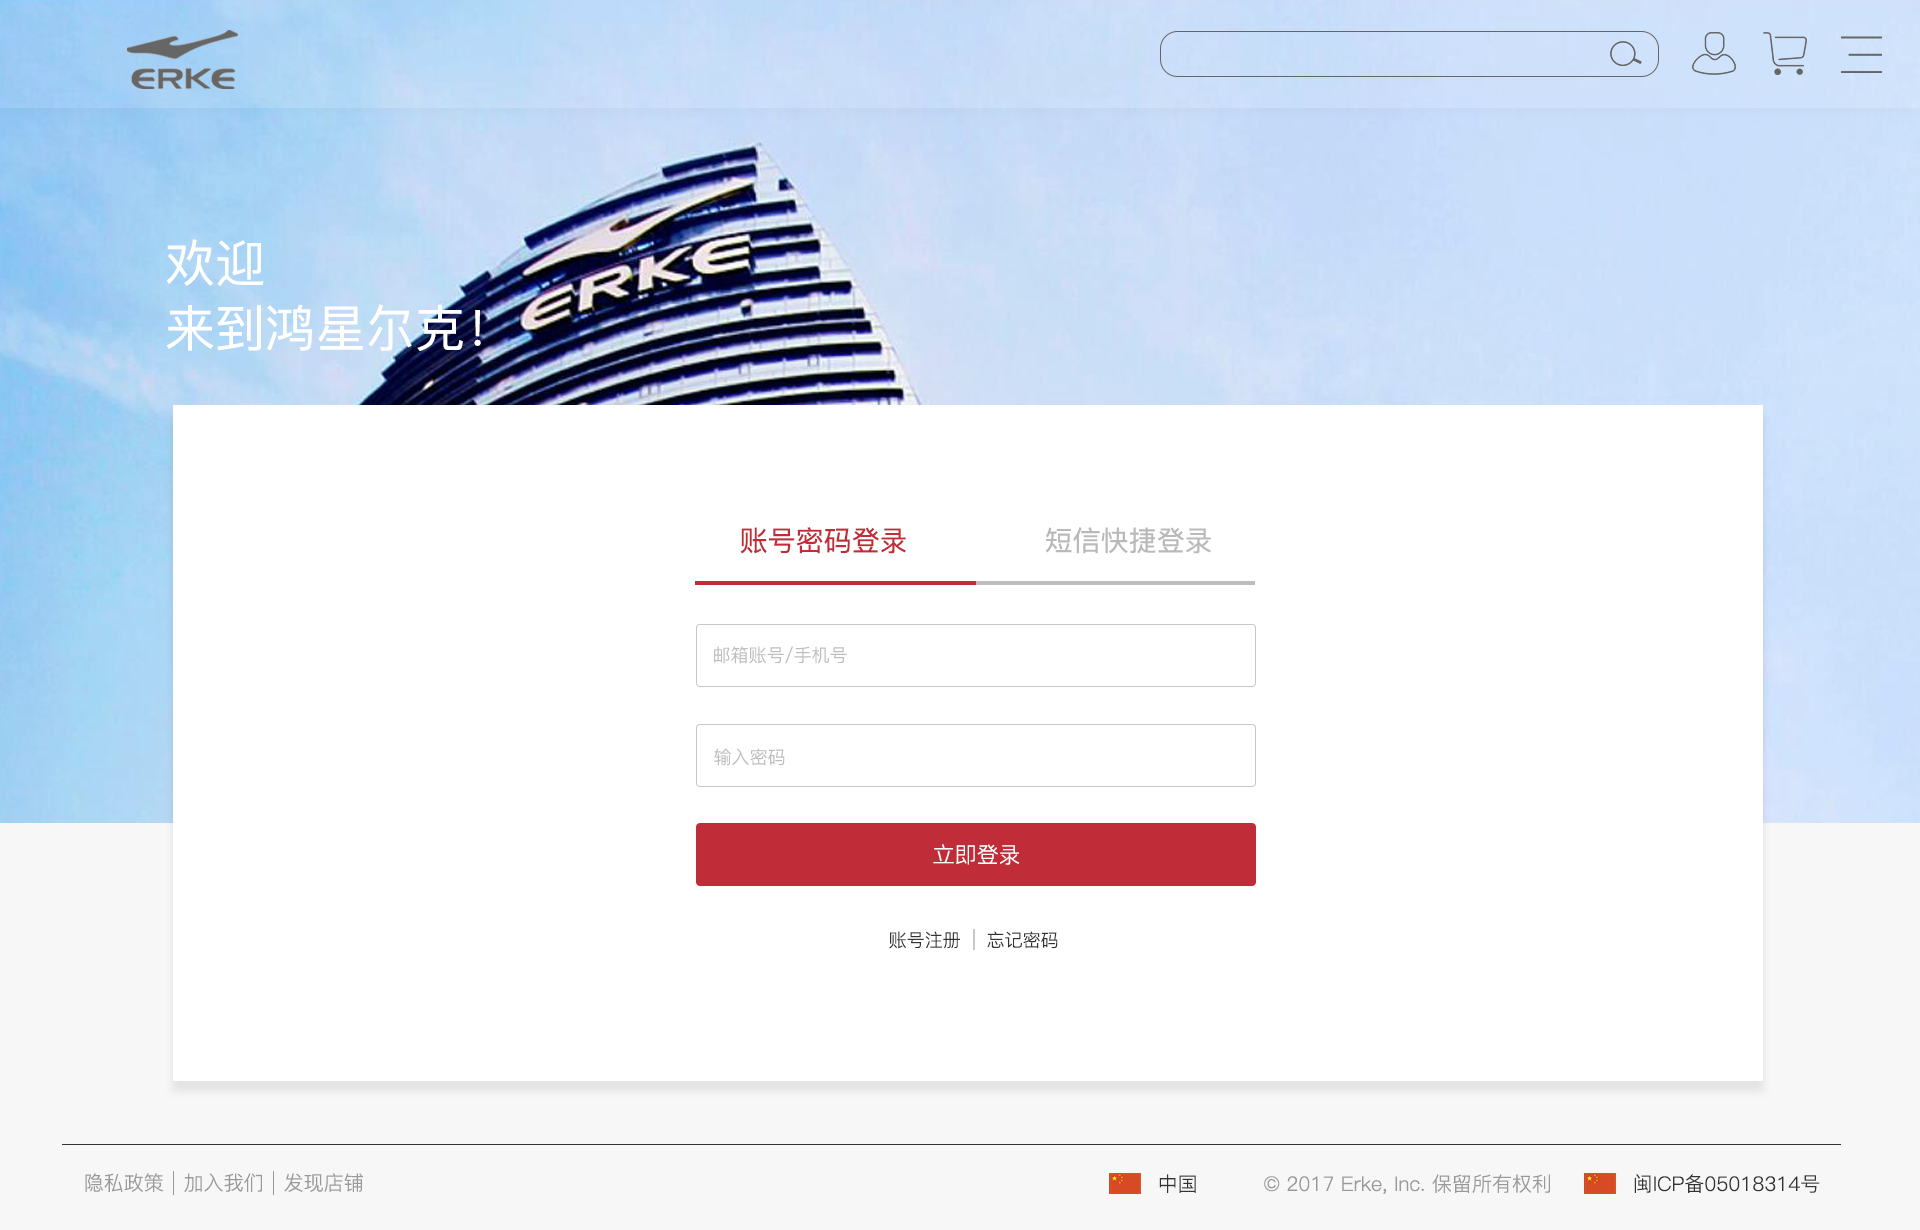 ERKE
ERKE
欢迎
来到鸿星尔克！
账号密码登录
短信快捷登录
邮箱账号/手机号
输入密码
立即登录
账号注册 | 忘记密码
隐私政策 | 加入我们 | 发现店铺
中国
© 2017 Erke, Inc. 保留所有权利
闽ICP备05018314号